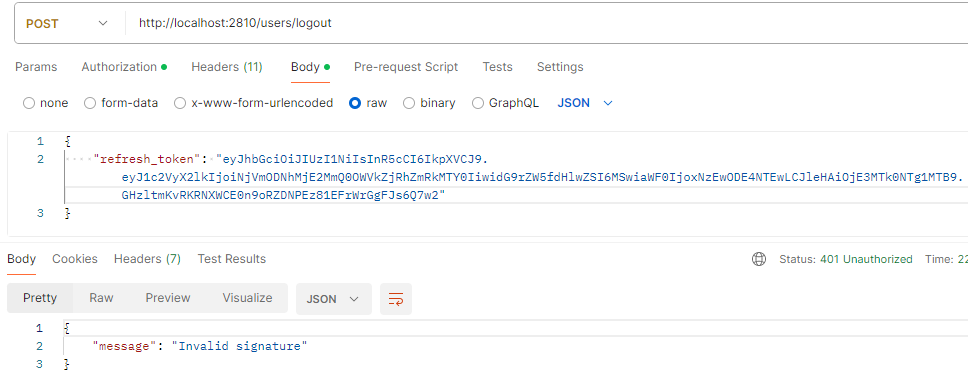 POST http://localhost:2810/users/logout
Params Authorization Headers (11) Body Pre-request Script Tests Settings
none form-data x-www-form-urlencoded raw binary GraphQL JSON
1 {
2 "refresh_token": "eyJhbGciOiJIUzI1NiIsInR5cCI6IkpXVCJ9.
eyJ1c2VyX2lkIjoiNjVmODNhMjE2MmQ0OWVkZjRhZmRkMTY0IiwidG9rZW5fdHlwZSI6MSwiaWF0IjoxNzEwODE4NTEwLCJleHAiOjE3MTk0NTg1MTB9.
GHzltmKvRKRNXWCE0n9oRZDNPEz81EFrWrGgFJs6Q7w2"
3 }
Body Cookies Headers (7) Test Results Status: 401 Unauthorized Time: 22
Pretty Raw Preview Visualize JSON
1 {
2 "message": "Invalid signature"
3 }